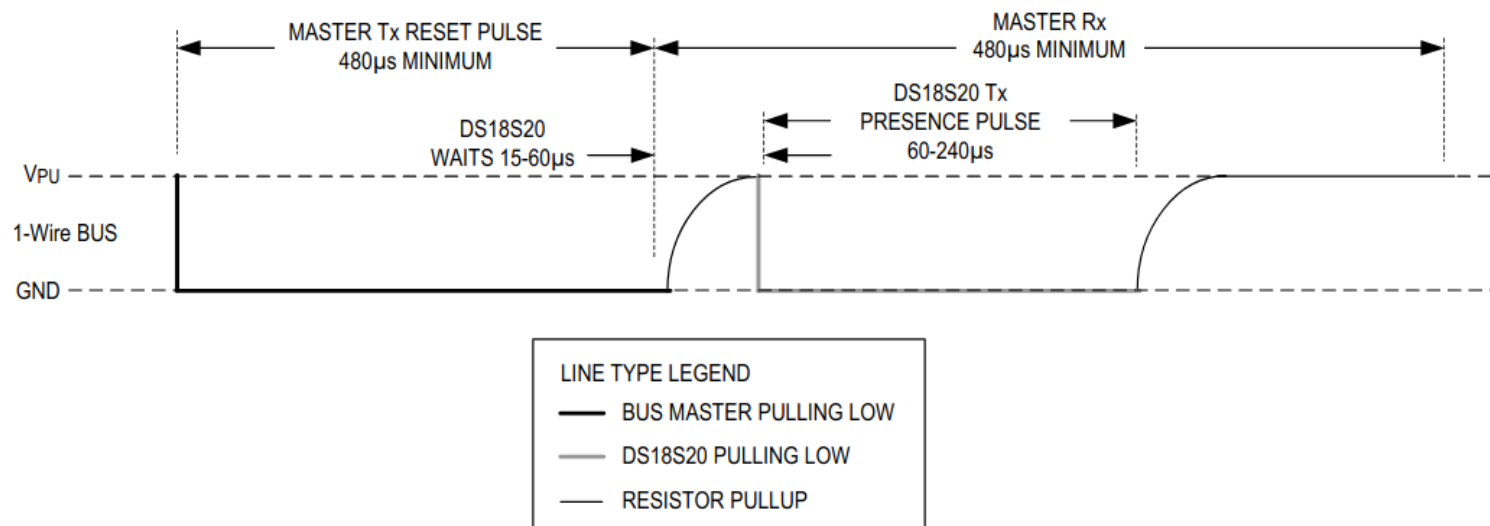 MASTER Tx RESET PULSE
480µs MINIMUM
MASTER Rx
480µs MINIMUM
DS18S20
WAITS 15-60µs
DS18S20 Tx
PRESENCE PULSE
60-240µs
VPU
1-Wire BUS
GND
LINE TYPE LEGEND
BUS MASTER PULLING LOW
DS18S20 PULLING LOW
RESISTOR PULLUP